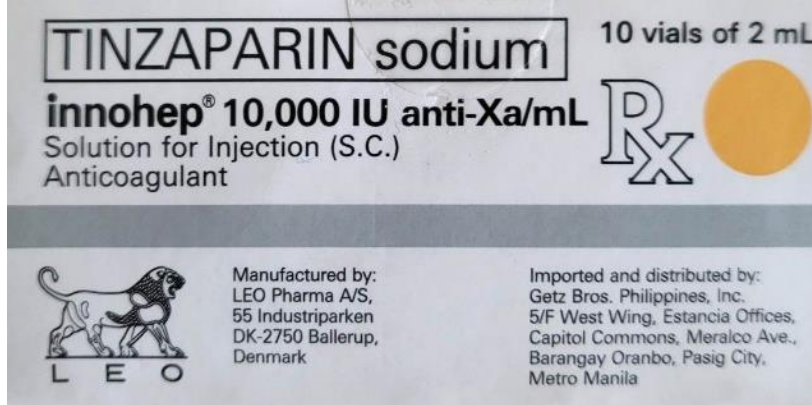 TINZAPARIN sodium
10 vials of 2 mL
innohep® 10,000 IU anti-Xa/mL
Rx
Solution for Injection (S.C.)
Anticoagulant
Manufactured by:
LEO Pharma A/S,
55 Industriparken
DK-2750 Ballerup,
Denmark
Imported and distributed by:
Getz Bros. Philippines, Inc.
5/F West Wing, Estancia Offices,
Capitol Commons, Meralco Ave.,
Barangay Oranbo, Pasig City,
Metro Manila
LEO